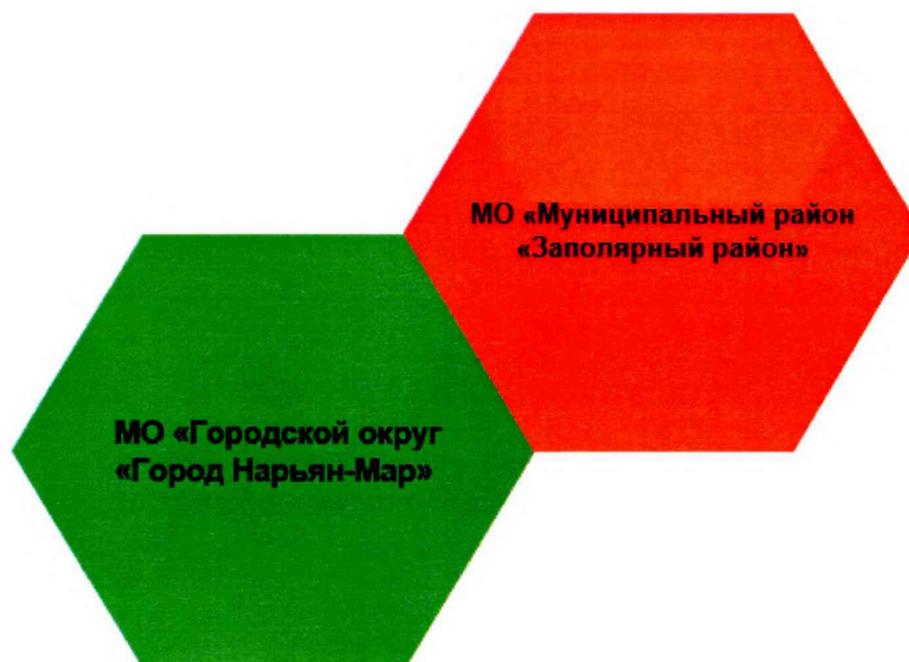 МО «Муниципальный район
«Заполярный район»
МО «Городской округ
«Город Нарьян-Мар»